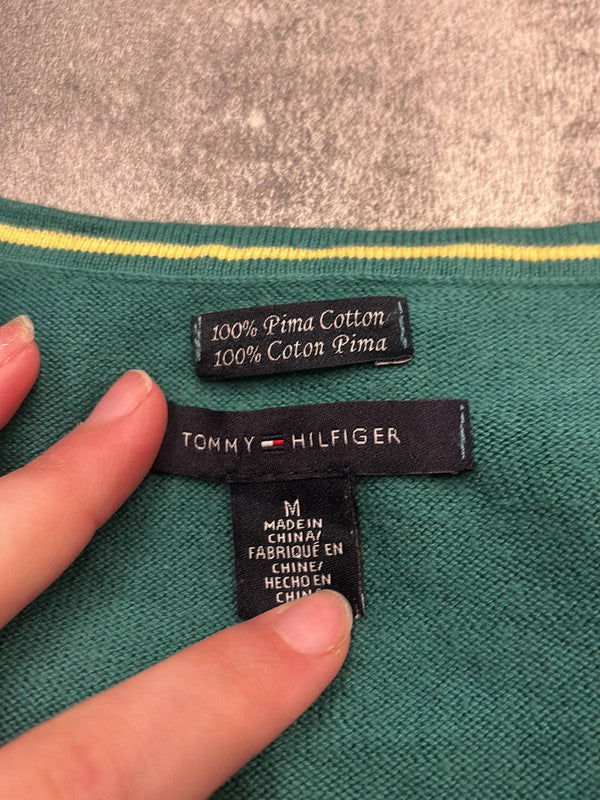 100% Pima Cotton
100% Coton Pima
TOMMY HILFIGER
M
MADE IN
CHINA/
FABRIQUÉ EN
CHINE/
HECHO EN